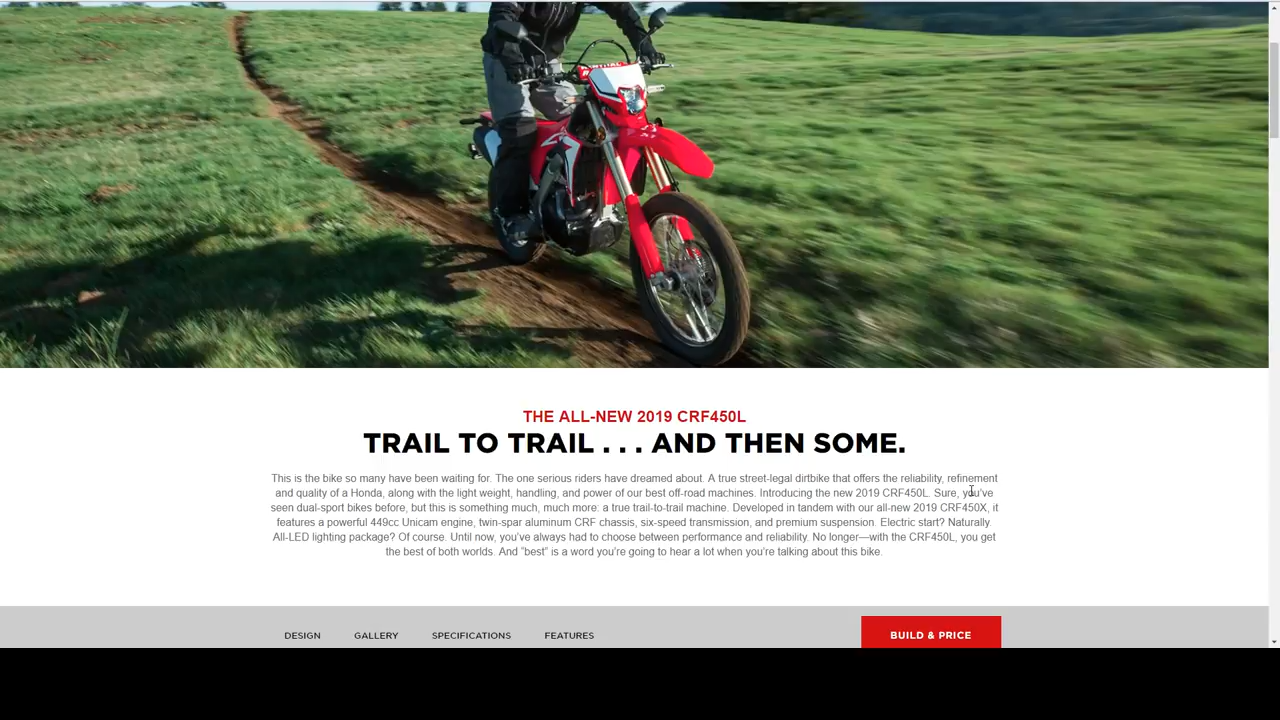 RENTHAL
THE ALL-NEW 2019 CRF450L
TRAIL TO TRAIL . . . AND THEN SOME.
This is the bike so many have been waiting for. The one serious riders have dreamed about. A true street-legal dirtbike that offers the reliability, refinement
and quality of a Honda, along with the light weight, handling, and power of our best off-road machines. Introducing the new 2019 CRF450L. Sure, you've
seen dual-sport bikes before, but this is something much, much more: a true trail-to-trail machine. Developed in tandem with our all-new 2019 CRF450X, it
features a powerful 449cc Unicam engine, twin-spar aluminum CRF chassis, six-speed transmission, and premium suspension. Electric start? Naturally.
All-LED lighting package? Of course. Until now, you've always had to choose between performance and reliability. No longer—with the CRF450L, you get
the best of both worlds. And “best” is a word you're going to hear a lot when you're talking about this bike.
DESIGN GALLERY SPECIFICATIONS FEATURES BUILD & PRICE